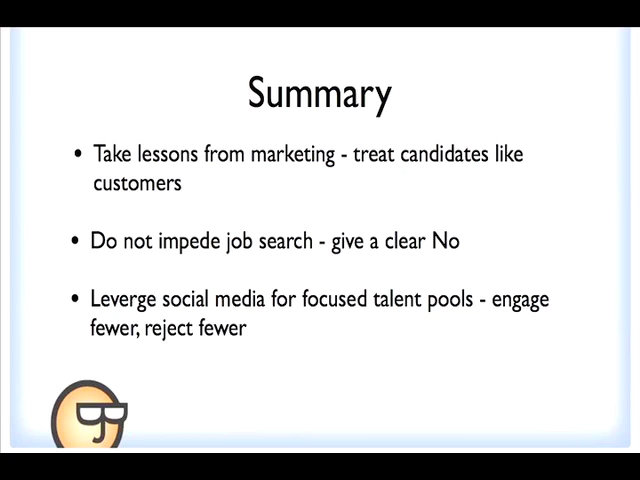 Summary
• Take lessons from marketing - treat candidates like
customers
• Do not impede job search - give a clear No
• Leverge social media for focused talent pools - engage
fewer, reject fewer